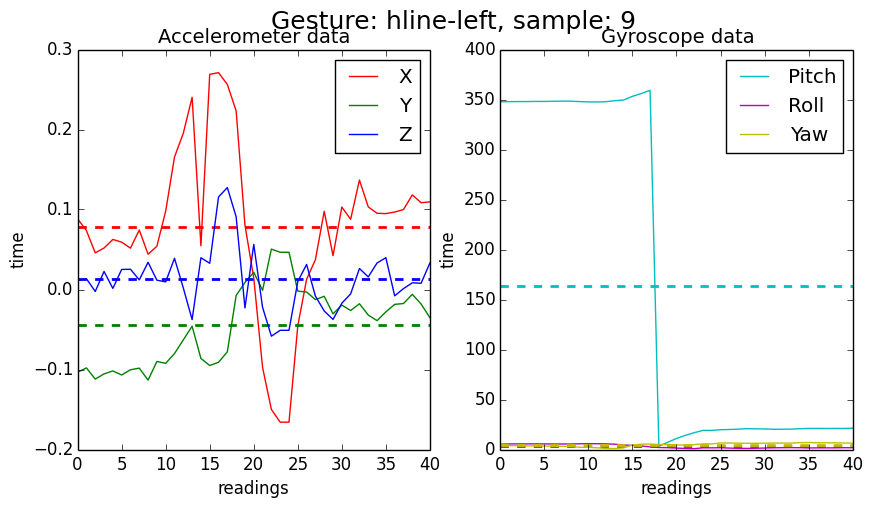 Gesture: hline-left, sample: 9
Accelerometer data
0.3
0.2
0.1
0.0
−0.1
−0.2
time
0 5 10 15 20 25 30 35 40
readings
X
Y
Z
Gyroscope data
400
350
300
250
200
150
100
50
0
time
0 5 10 15 20 25 30 35 40
readings
Pitch
Roll
Yaw